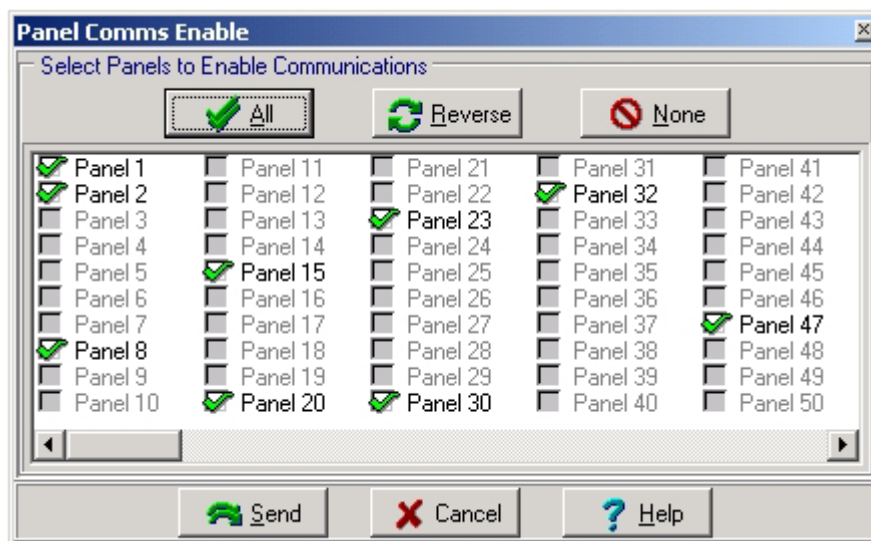 Panel Comms Enable
Select Panels to Enable Communications
All Reverse None
Panel 1 Panel 11 Panel 21 Panel 31 Panel 41
Panel 2 Panel 12 Panel 22 Panel 32 Panel 42
Panel 3 Panel 13 Panel 23 Panel 33 Panel 43
Panel 4 Panel 14 Panel 24 Panel 34 Panel 44
Panel 5 Panel 15 Panel 25 Panel 35 Panel 45
Panel 6 Panel 16 Panel 26 Panel 36 Panel 46
Panel 7 Panel 17 Panel 27 Panel 37 Panel 47
Panel 8 Panel 18 Panel 28 Panel 38 Panel 48
Panel 9 Panel 19 Panel 29 Panel 39 Panel 49
Panel 10 Panel 20 Panel 30 Panel 40 Panel 50
Send Cancel Help